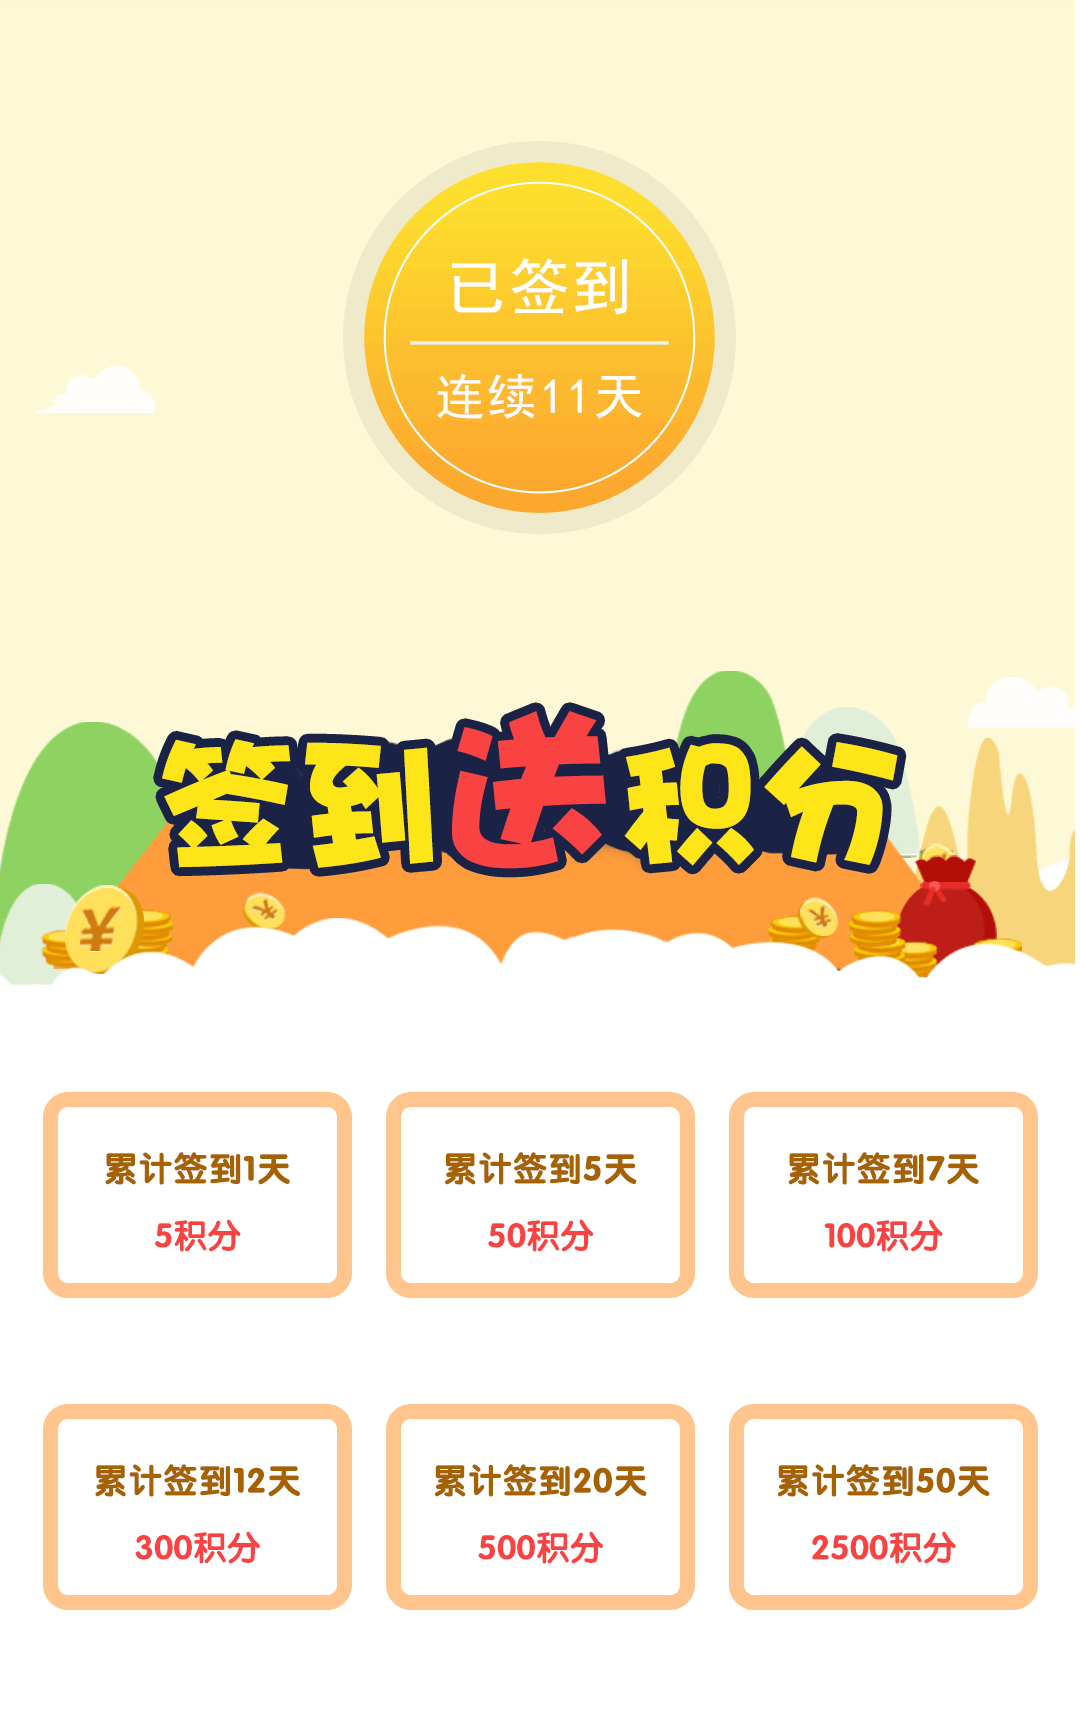 已签到
连续11天
签到送积分
¥
¥
¥
累计签到1天
5积分
累计签到5天
50积分
累计签到7天
100积分
累计签到12天
300积分
累计签到20天
500积分
累计签到50天
2500积分